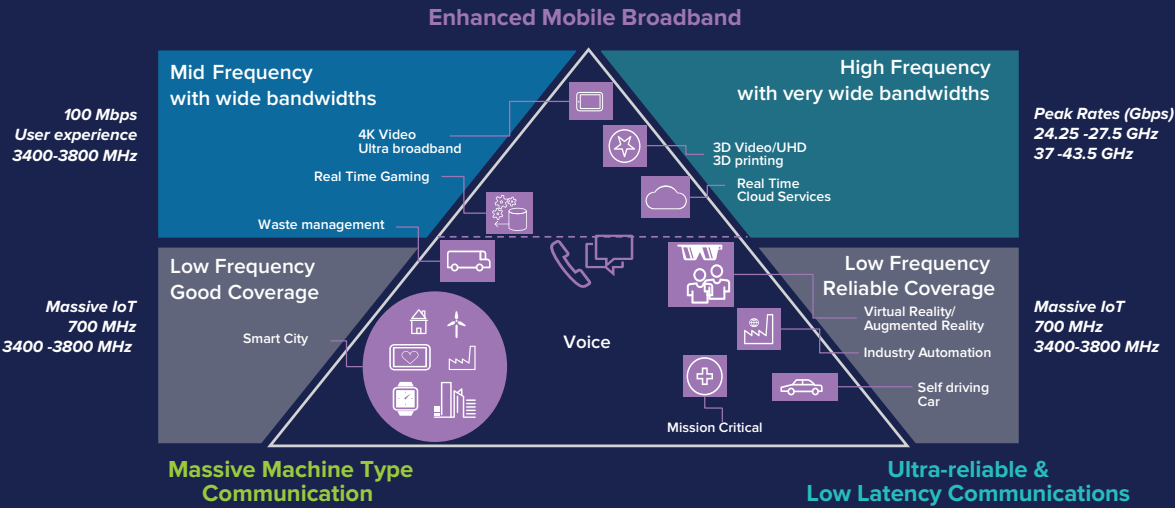 Enhanced Mobile Broadband
Mid Frequency
with wide bandwidths
High Frequency
with very wide bandwidths
100 Mbps
User experience
3400-3800 MHz
Peak Rates (Gbps)
24.25 -27.5 GHz
37 -43.5 GHz
4K Video
Ultra broadband
3D Video/UHD
3D printing
Real Time Gaming
Real Time
Cloud Services
Waste management
Low Frequency
Good Coverage
Low Frequency
Reliable Coverage
Massive IoT
700 MHz
3400 -3800 MHz
Massive IoT
700 MHz
3400-3800 MHz
Virtual Reality/
Augmented Reality
Smart City
Voice
Industry Automation
Self driving
Car
Mission Critical
Massive Machine Type
Communication
Ultra-reliable &
Low Latency Communications